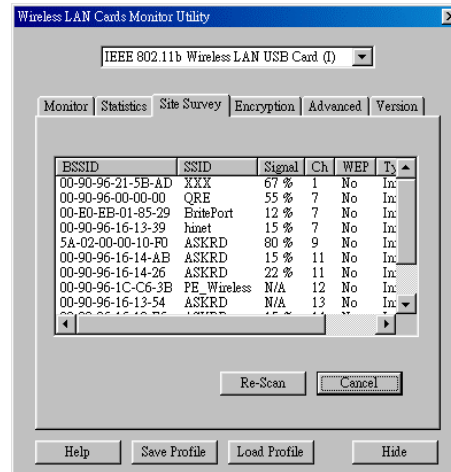 Wireless LAN Cards Monitor Utility
IEEE 802.11b Wireless LAN USB Card (I)
Monitor Statistics Site Survey Encryption Advanced Version
BSSID SSID Signal Ch WEP Ty
00-90-96-21-5B-AD XXX 67 % 1 No
00-90-96-00-00-00 QRE 55 % 7 No
00-E0-EB-01-85-29 BritePort 12 % 7 No
00-90-96-16-13-39 hinet 15 % 7 No
5A-02-00-00-10-F0 ASKRD 80 % 9 No
00-90-96-16-14-AB ASKRD 15 % 11 No
00-90-96-16-14-26 ASKRD 22 % 11 No
00-90-96-1C-C6-3B PE_Wireless N/A 12 No
00-90-96-16-13-54 ASKRD N/A 13 No
Re-Scan Cancel
Help Save Profile Load Profile Hide